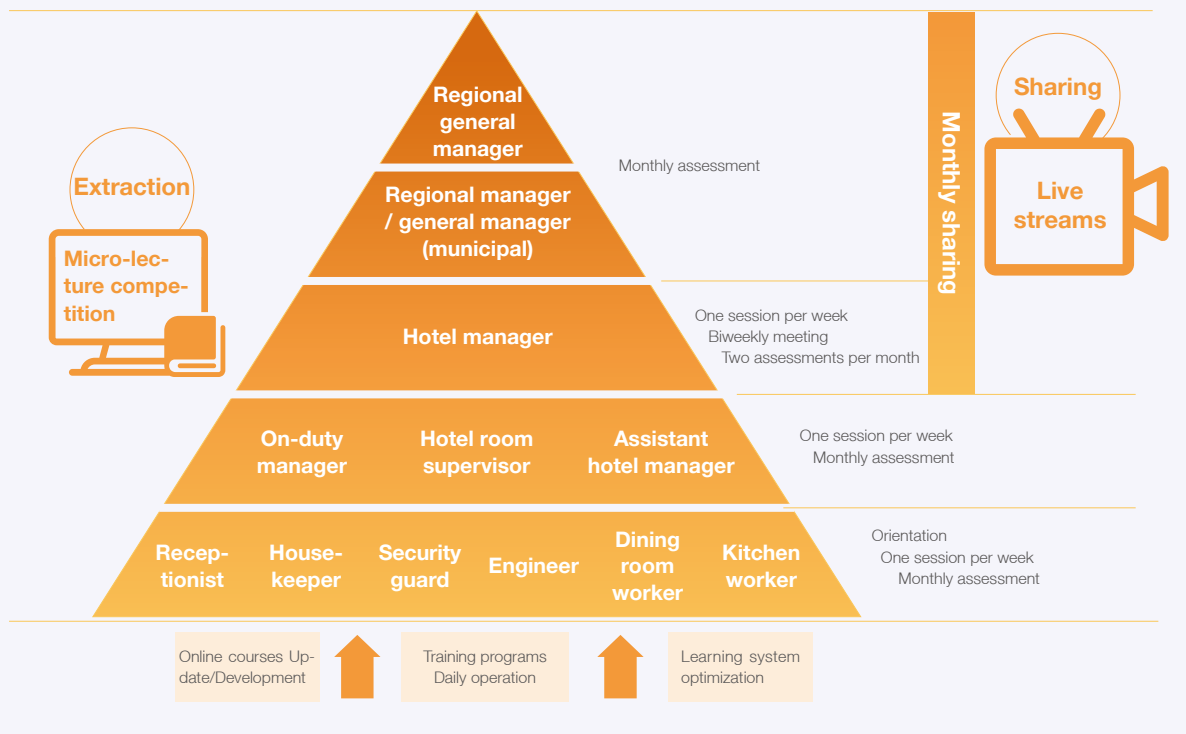 Regional
general
manager
Monthly assessment
Regional manager
/ general manager
(municipal)
Hotel manager
One session per week
Biweekly meeting
Two assessments per month
On-duty
manager
Hotel room
supervisor
Assistant
hotel manager
One session per week
Monthly assessment
Recep-
tionist
House-
keeper
Security
guard
Engineer
Dining
room
worker
Kitchen
worker
Orientation
One session per week
Monthly assessment
Extraction
Micro-lec-
ture compe-
tition
Monthly sharing
Sharing
Live
streams
Online courses Up-
date/Development
Training programs
Daily operation
Learning system
optimization